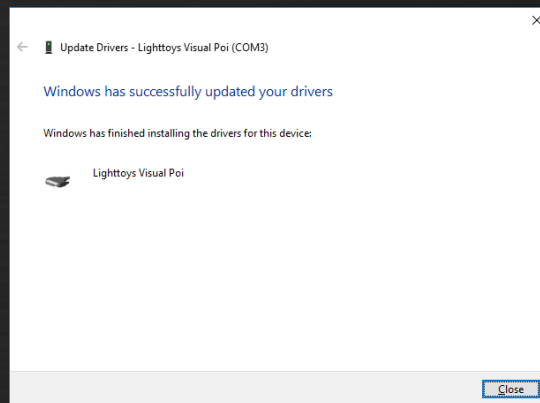 Update Drivers - Lighttoys Visual Poi (COM3)
Windows has successfully updated your drivers
Windows has finished installing the drivers for this device:
Lighttoys Visual Poi
Close